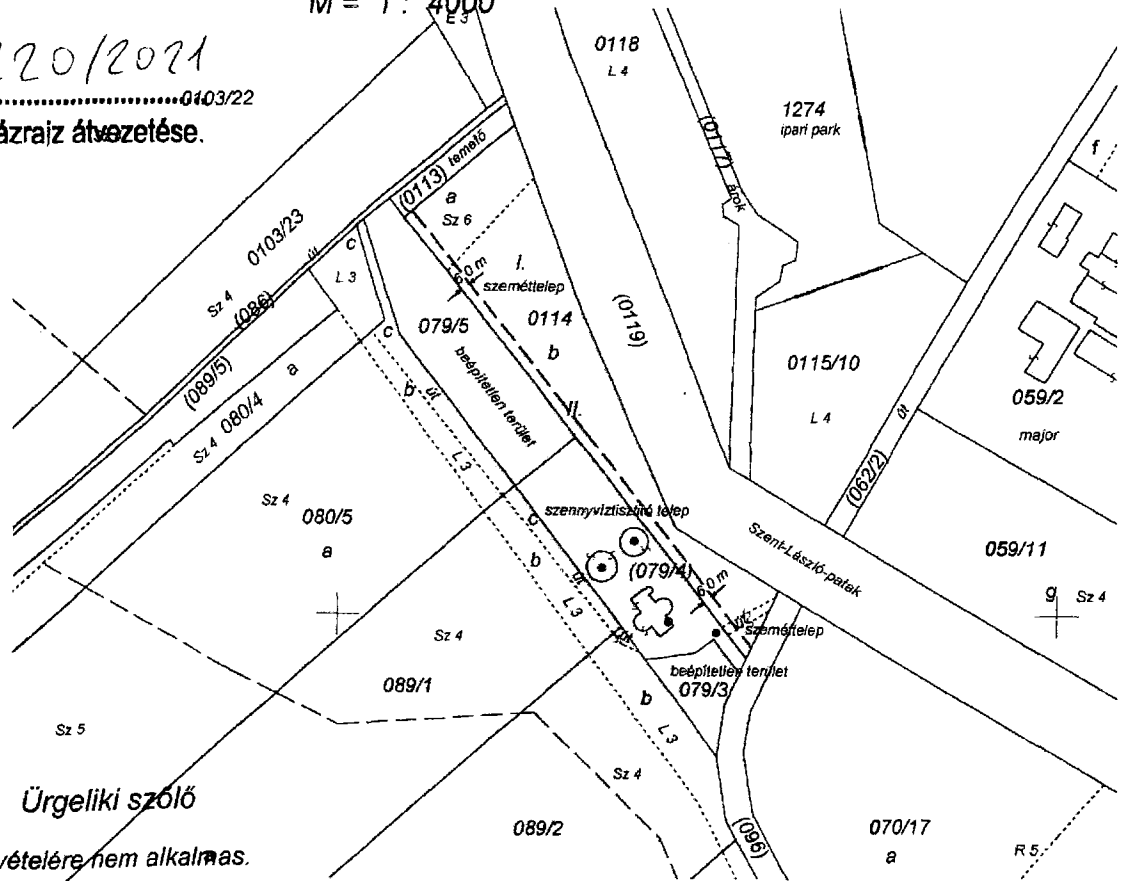 M = 1 : 4000
E 3
220/2021
0103/22
ázrajz átvezetése.
0118
L 4
1274
ipari park
(0117)
árok
f
(0113) temető
a
Sz 6
0103/23
út
c
Sz 4
(086)
L 3
6.0 m
I.
szeméttelep
0114
b
(0119)
079/5
c
beépítetlen terület
(089/5)
a
080/4
Sz 4
b
út
II.
L 3
0115/10
L 4
059/2
major
út
(062/2)
Sz 4
080/5
a
szennyvíztisztító telep
c
b
út
L 3
(079/4)
6.0 m
Szent-László-patak
059/11
g
Sz 4
Sz 4
út
út
szeméttelep
beépítetlen terület
079/3
089/1
b
L 3
Sz 5
Sz 4
Ürgeliki szőlő
089/2
(096)
070/17
a
R 5
vételére nem alkalmas.